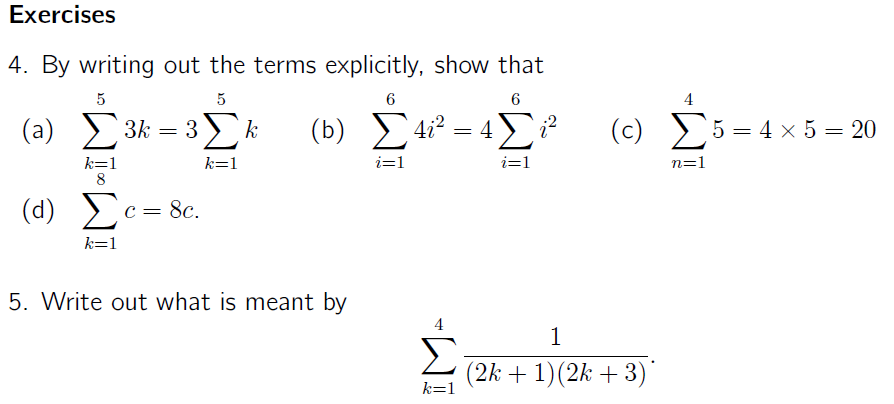 Exercises
4. By writing out the terms explicitly, show that
(a) $\sum_{k=1}^{5} 3k = 3 \sum_{k=1}^{5} k$ (b) $\sum_{i=1}^{6} 4i^2 = 4 \sum_{i=1}^{6} i^2$ (c) $\sum_{n=1}^{4} 5 = 4 \times 5 = 20$
(d) $\sum_{k=1}^{8} c = 8c.$
5. Write out what is meant by
$\sum_{k=1}^{4} \frac{1}{(2k+1)(2k+3)}.$